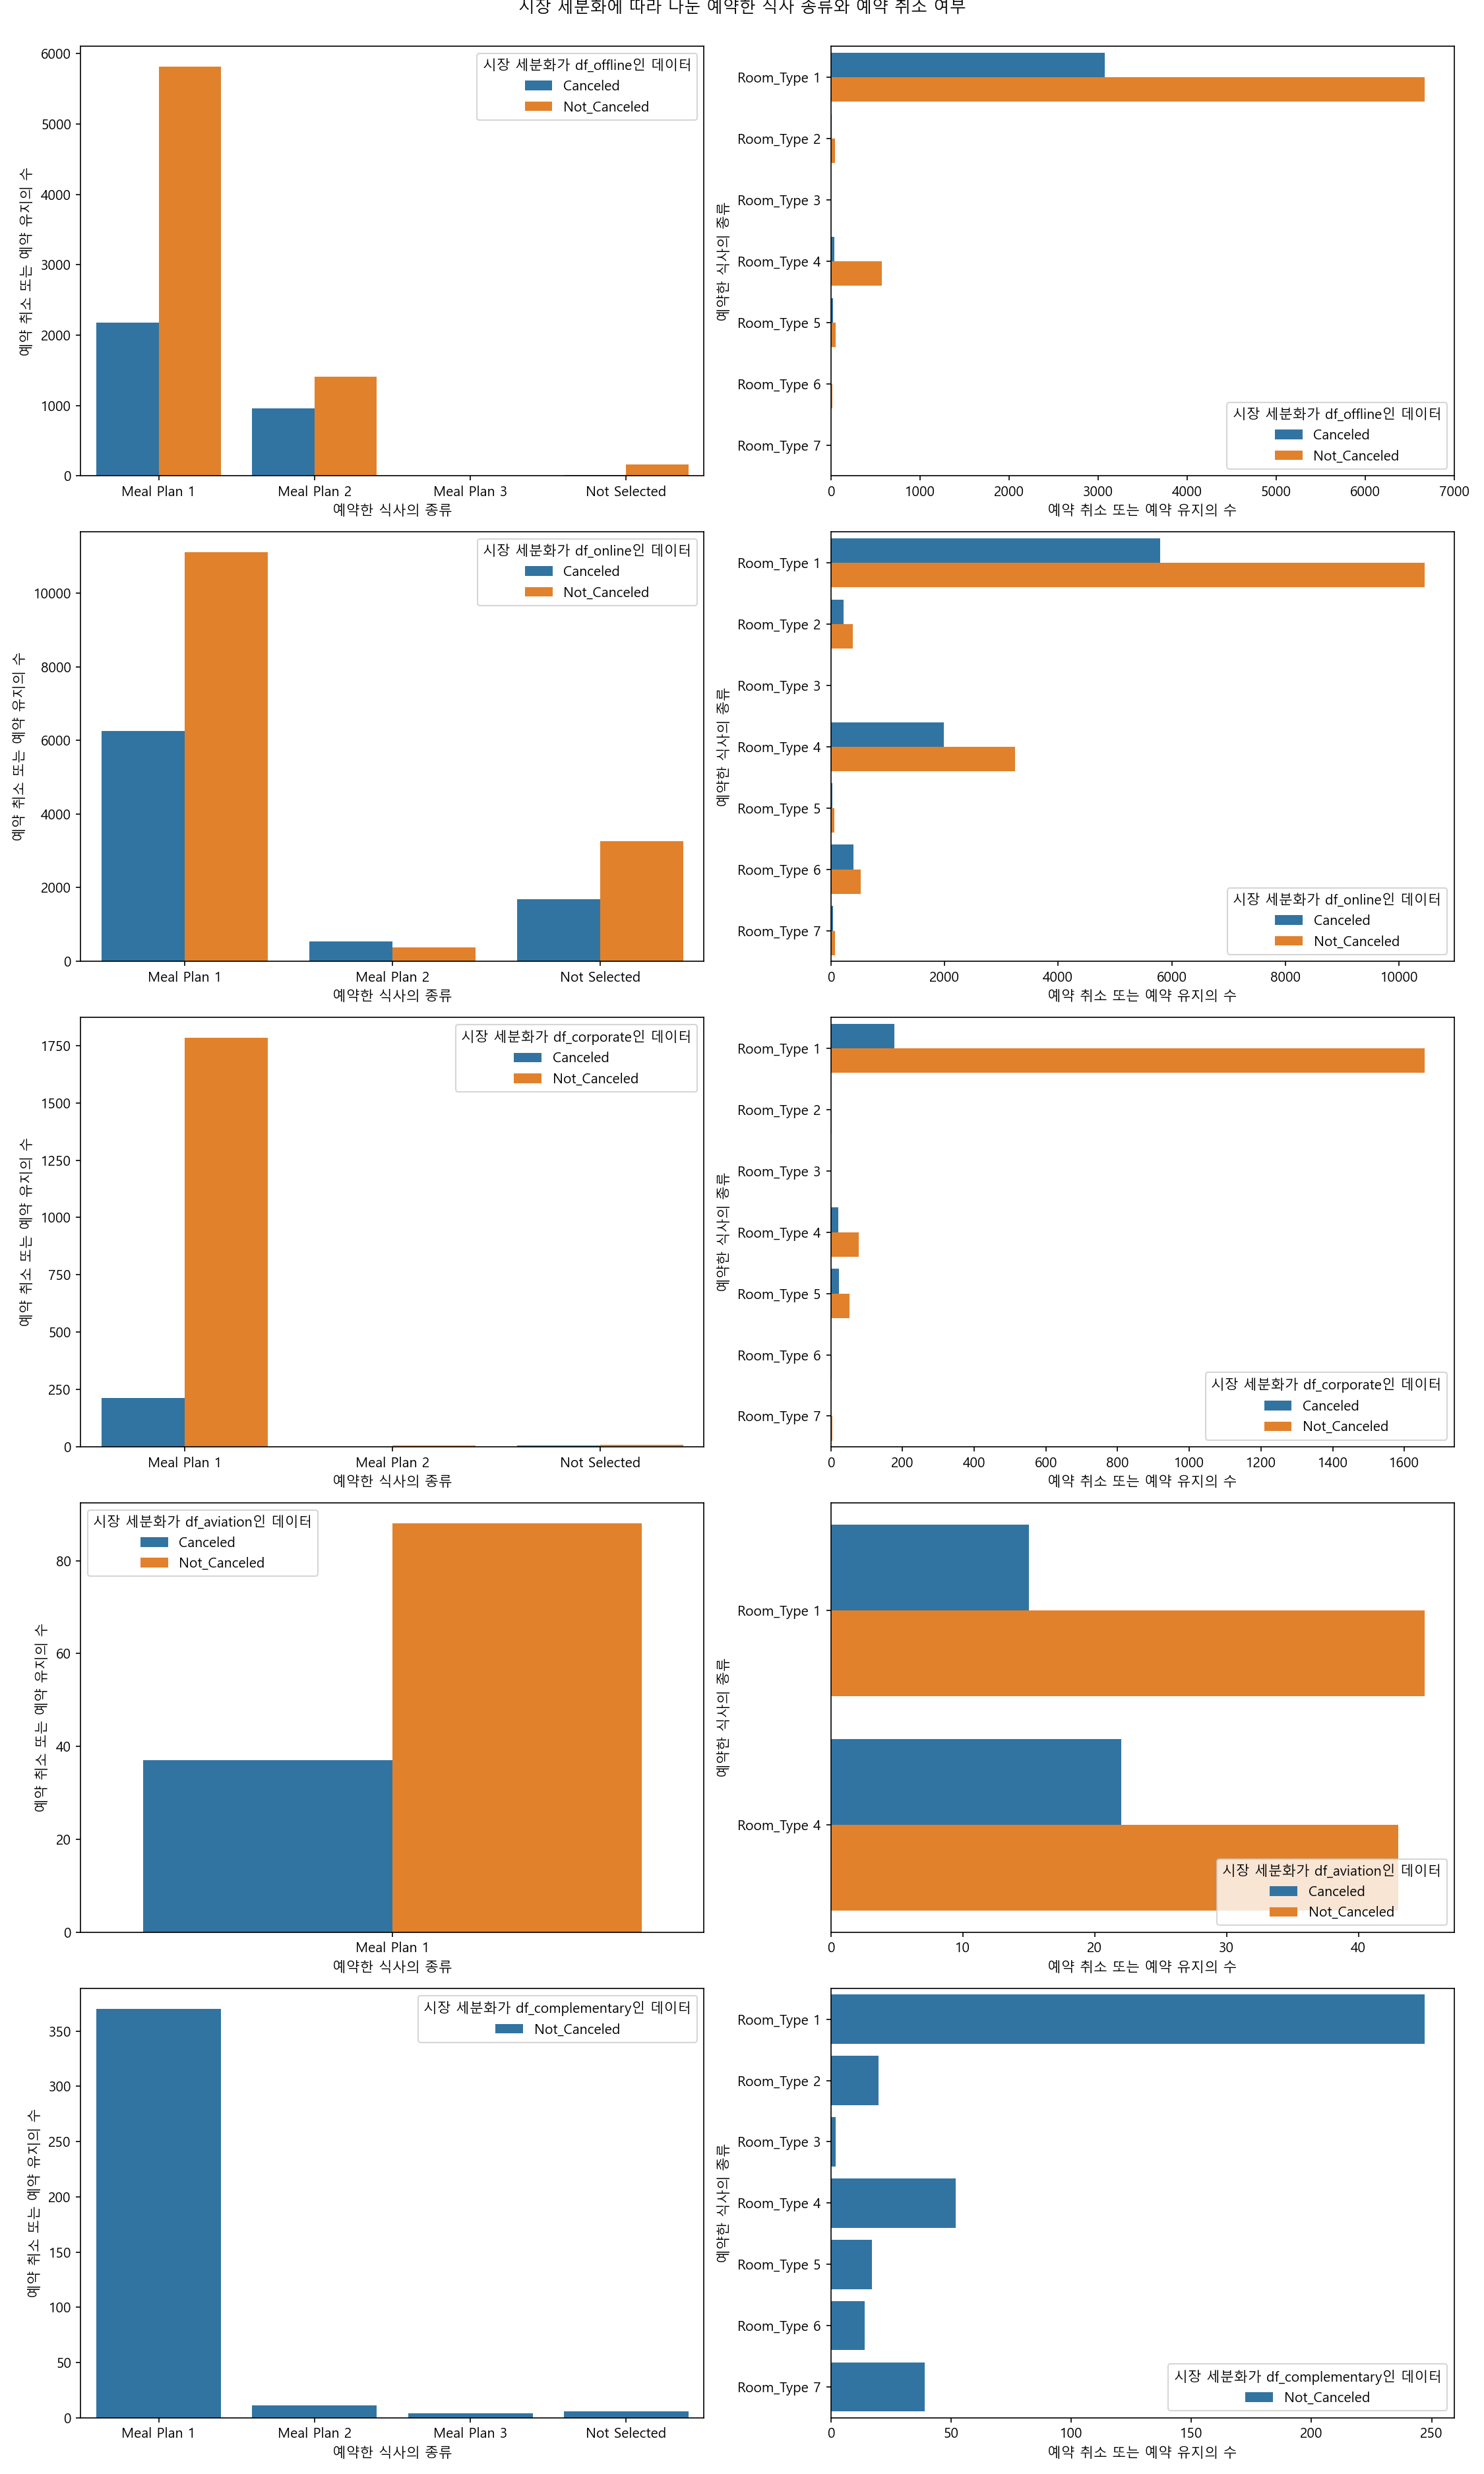 시장 세분화에 따라 나눈 예약한 식사 종류와 예약 취소 여부
6000
5000
4000
3000
2000
1000
0
예약 취소 또는 예약 유지의 수
시장 세분화가 df_offline인 데이터
Canceled
Not_Canceled
Meal Plan 1
Meal Plan 2
Meal Plan 3
Not Selected
예약한 식사의 종류
예약한 식사의 종류
Room_Type 1
Room_Type 2
Room_Type 3
Room_Type 4
Room_Type 5
Room_Type 6
Room_Type 7
시장 세분화가 df_offline인 데이터
Canceled
Not_Canceled
0
1000
2000
3000
4000
5000
6000
7000
예약 취소 또는 예약 유지의 수
10000
8000
6000
4000
2000
0
예약 취소 또는 예약 유지의 수
시장 세분화가 df_online인 데이터
Canceled
Not_Canceled
Meal Plan 1
Meal Plan 2
Not Selected
예약한 식사의 종류
예약한 식사의 종류
Room_Type 1
Room_Type 2
Room_Type 3
Room_Type 4
Room_Type 5
Room_Type 6
Room_Type 7
시장 세분화가 df_online인 데이터
Canceled
Not_Canceled
0
2000
4000
6000
8000
10000
예약 취소 또는 예약 유지의 수
1750
1500
1250
1000
750
500
250
0
예약 취소 또는 예약 유지의 수
시장 세분화가 df_corporate인 데이터
Canceled
Not_Canceled
Meal Plan 1
Meal Plan 2
Not Selected
예약한 식사의 종류
예약한 식사의 종류
Room_Type 1
Room_Type 2
Room_Type 3
Room_Type 4
Room_Type 5
Room_Type 6
Room_Type 7
시장 세분화가 df_corporate인 데이터
Canceled
Not_Canceled
0
200
400
600
800
1000
1200
1400
1600
예약 취소 또는 예약 유지의 수
80
60
40
20
0
예약 취소 또는 예약 유지의 수
시장 세분화가 df_aviation인 데이터
Canceled
Not_Canceled
Meal Plan 1
예약한 식사의 종류
예약한 식사의 종류
Room_Type 1
Room_Type 4
시장 세분화가 df_aviation인 데이터
Canceled
Not_Canceled
0
10
20
30
40
예약 취소 또는 예약 유지의 수
350
300
250
200
150
100
50
0
예약 취소 또는 예약 유지의 수
시장 세분화가 df_complementary인 데이터
Not_Canceled
Meal Plan 1
Meal Plan 2
Meal Plan 3
Not Selected
예약한 식사의 종류
예약한 식사의 종류
Room_Type 1
Room_Type 2
Room_Type 3
Room_Type 4
Room_Type 5
Room_Type 6
Room_Type 7
시장 세분화가 df_complementary인 데이터
Not_Canceled
0
50
100
150
200
250
예약 취소 또는 예약 유지의 수